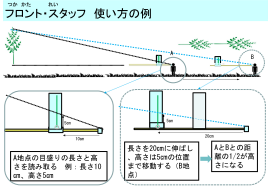 つか かた れい
フロント・スタッフ 使い方の例
A
B
5cm
10cm
5cm
20cm
A地点の目盛りの長さと高
さを読み取る 例：長さ10
cm、高さ5cm
長さを20cmに伸ばし、
高さは5cmの位置
まで移動する（B地
点）
AとBとの距
離の1/2が高
さになる